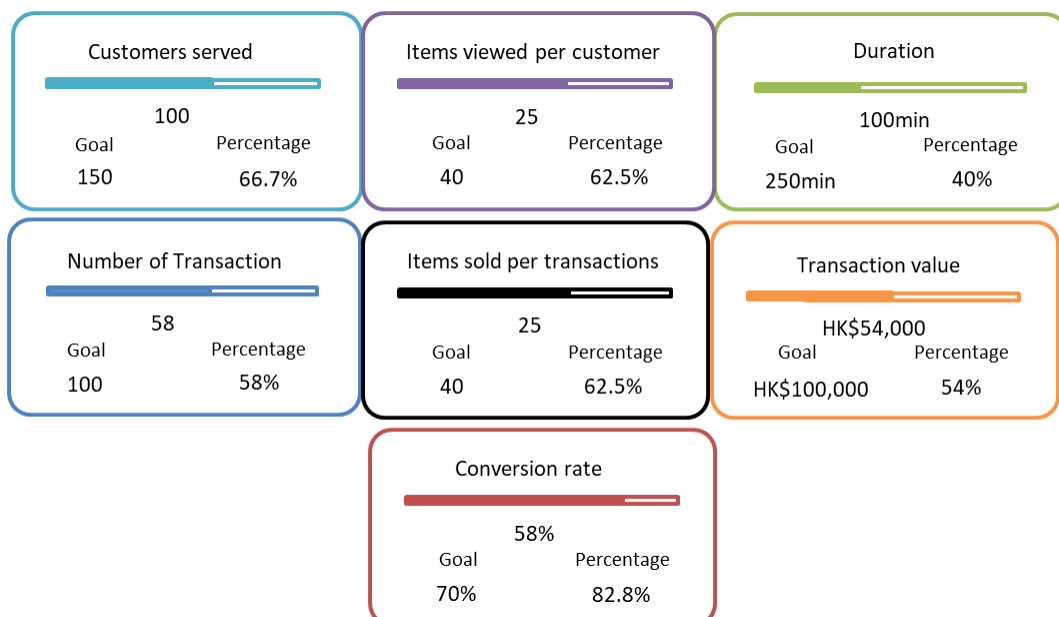 Customers served
100
Goal Percentage
150 66.7%
Items viewed per customer
25
Goal Percentage
40 62.5%
Duration
100min
Goal Percentage
250min 40%
Number of Transaction
58
Goal Percentage
100 58%
Items sold per transactions
25
Goal Percentage
40 62.5%
Transaction value
HK$54,000
Goal Percentage
HK$100,000 54%
Conversion rate
58%
Goal Percentage
70% 82.8%